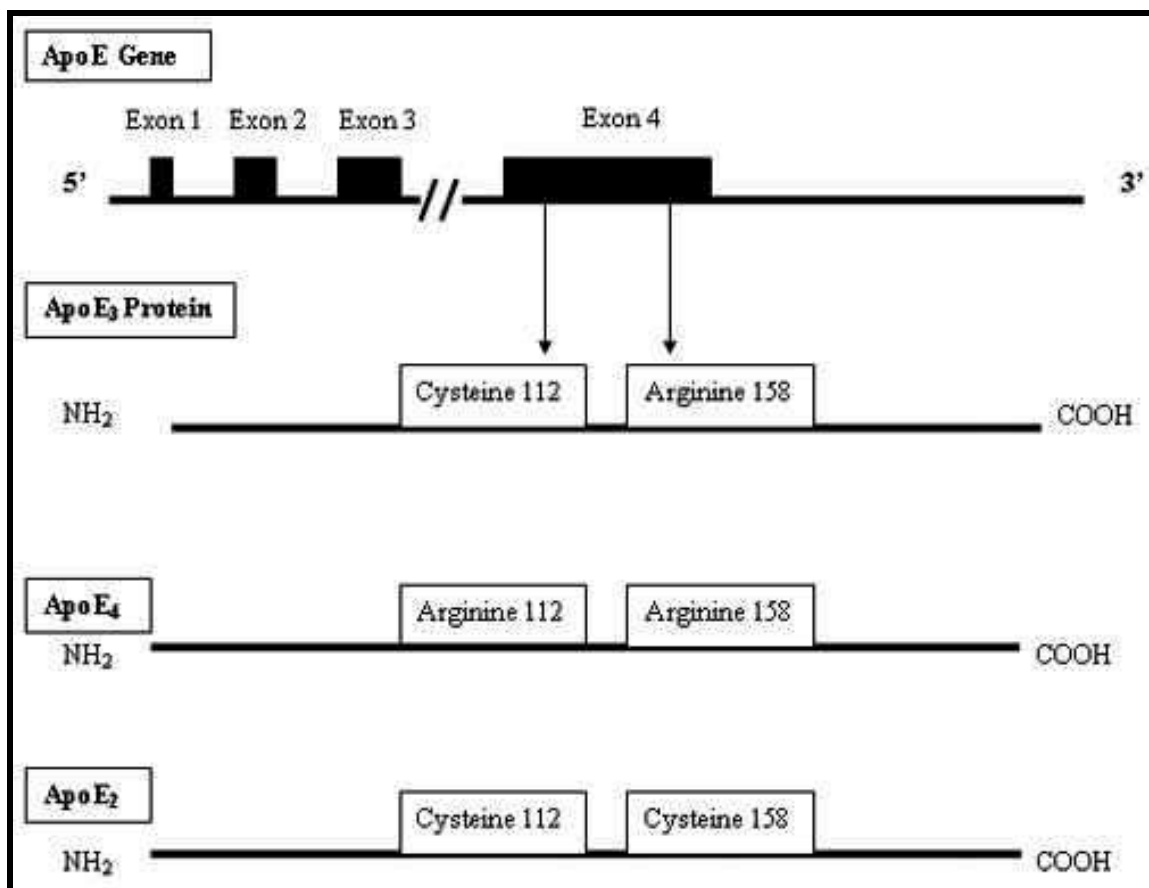 ApoE Gene
Exon 1 Exon 2 Exon 3 Exon 4
5’ 3’
ApoE₃ Protein
Cysteine 112 Arginine 158
NH₂ COOH
ApoE₄
Arginine 112 Arginine 158
NH₂ COOH
ApoE₂
Cysteine 112 Cysteine 158
NH₂ COOH